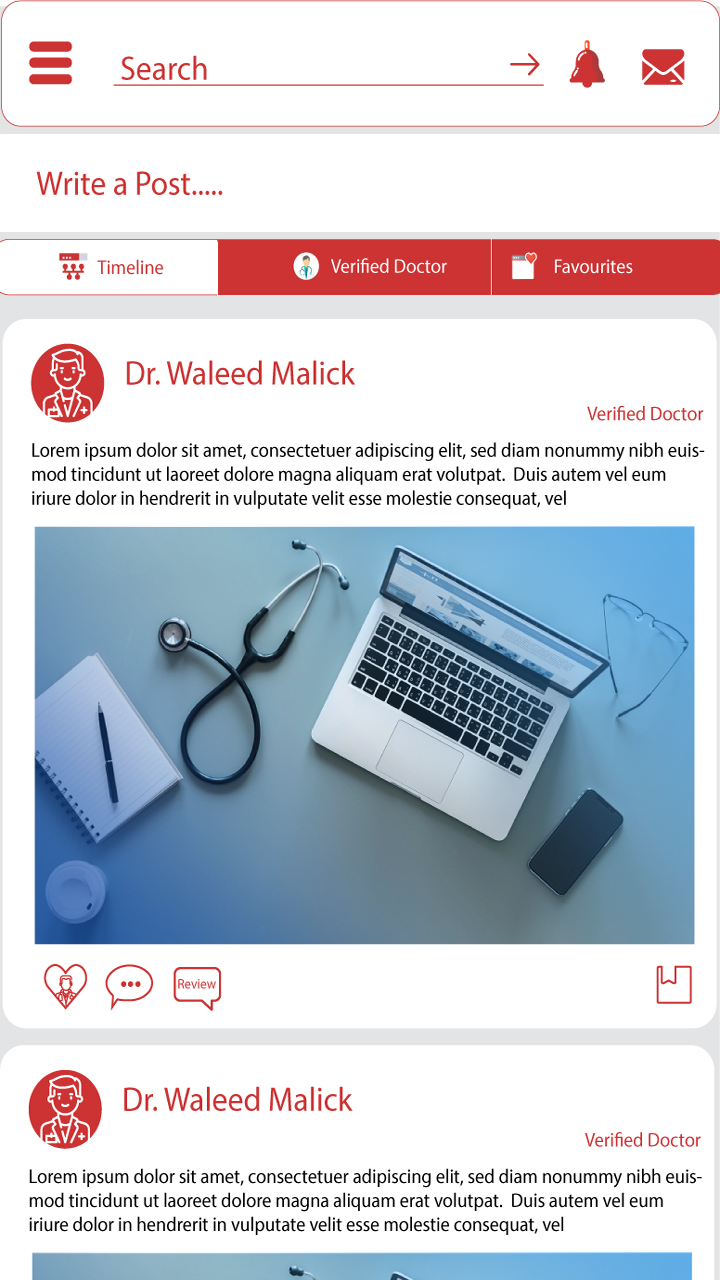 Search
Write a Post.....
Timeline
Verified Doctor
Favourites
Dr. Waleed Malick
Verified Doctor
Lorem ipsum dolor sit amet, consectetuer adipiscing elit, sed diam nonummy nibh euis-
mod tincidunt ut laoreet dolore magna aliquam erat volutpat.  Duis autem vel eum
iriure dolor in hendrerit in vulputate velit esse molestie consequat, vel
Review
Dr. Waleed Malick
Verified Doctor
Lorem ipsum dolor sit amet, consectetuer adipiscing elit, sed diam nonummy nibh euis-
mod tincidunt ut laoreet dolore magna aliquam erat volutpat.  Duis autem vel eum
iriure dolor in hendrerit in vulputate velit esse molestie consequat, vel